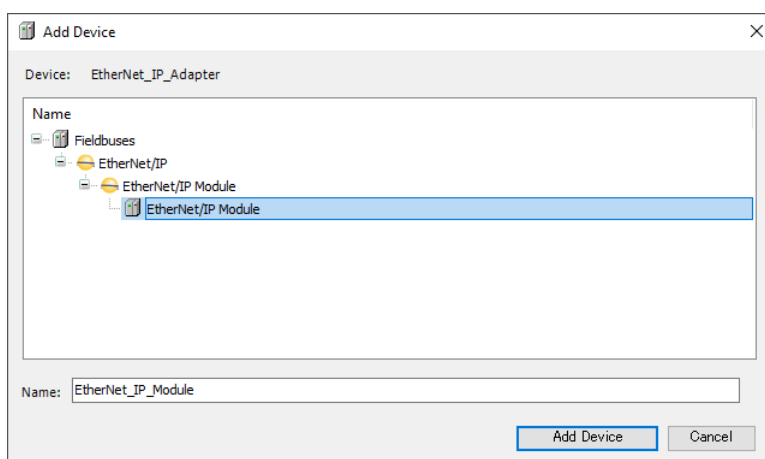 Add Device
Device: EtherNet_IP_Adapter
Name
Fieldbuses
EtherNet/IP
EtherNet/IP Module
EtherNet/IP Module
Name: EtherNet_IP_Module
Add Device Cancel